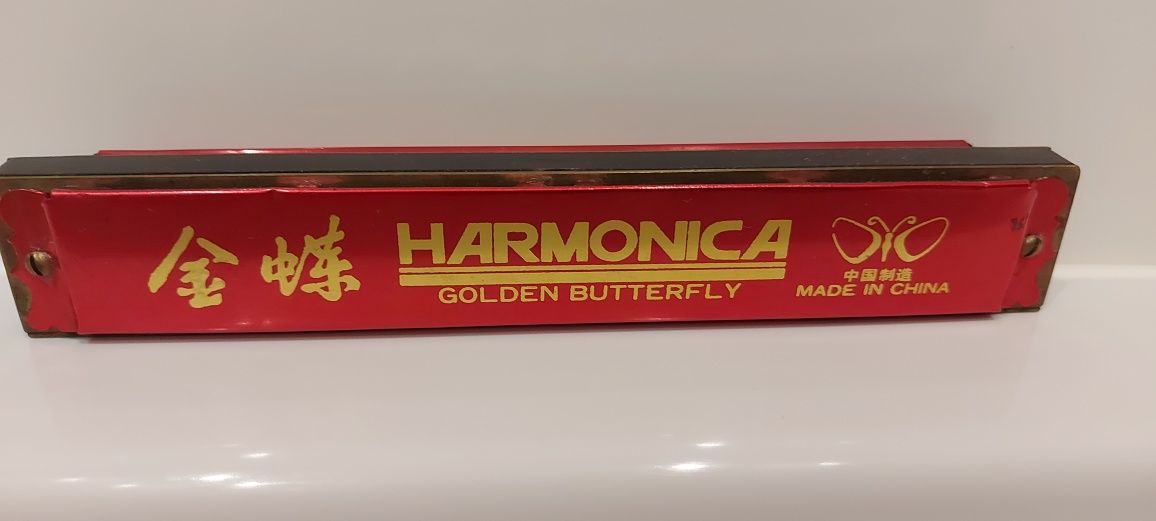 金蝶
HARMONICA
GOLDEN BUTTERFLY
中国制造
MADE IN CHINA